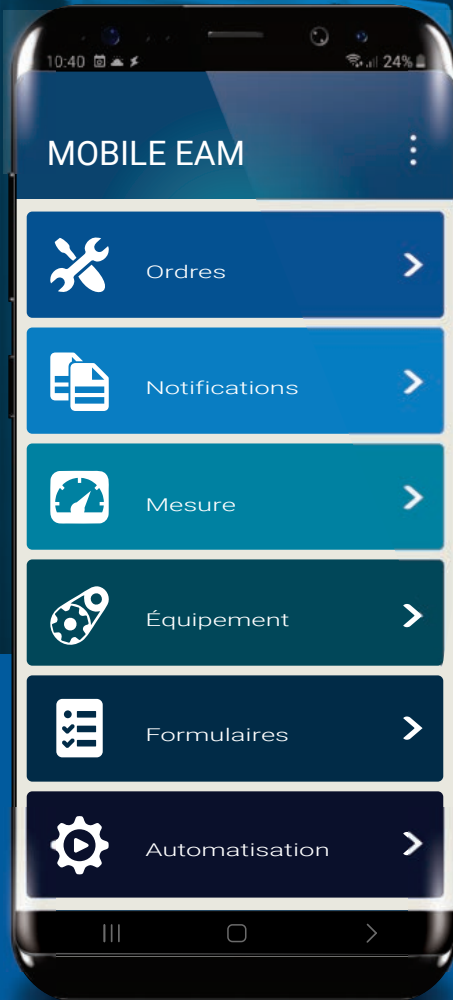 10:40
24%
MOBILE EAM
Ordres
Notifications
Mesure
Équipement
Formulaires
Automatisation